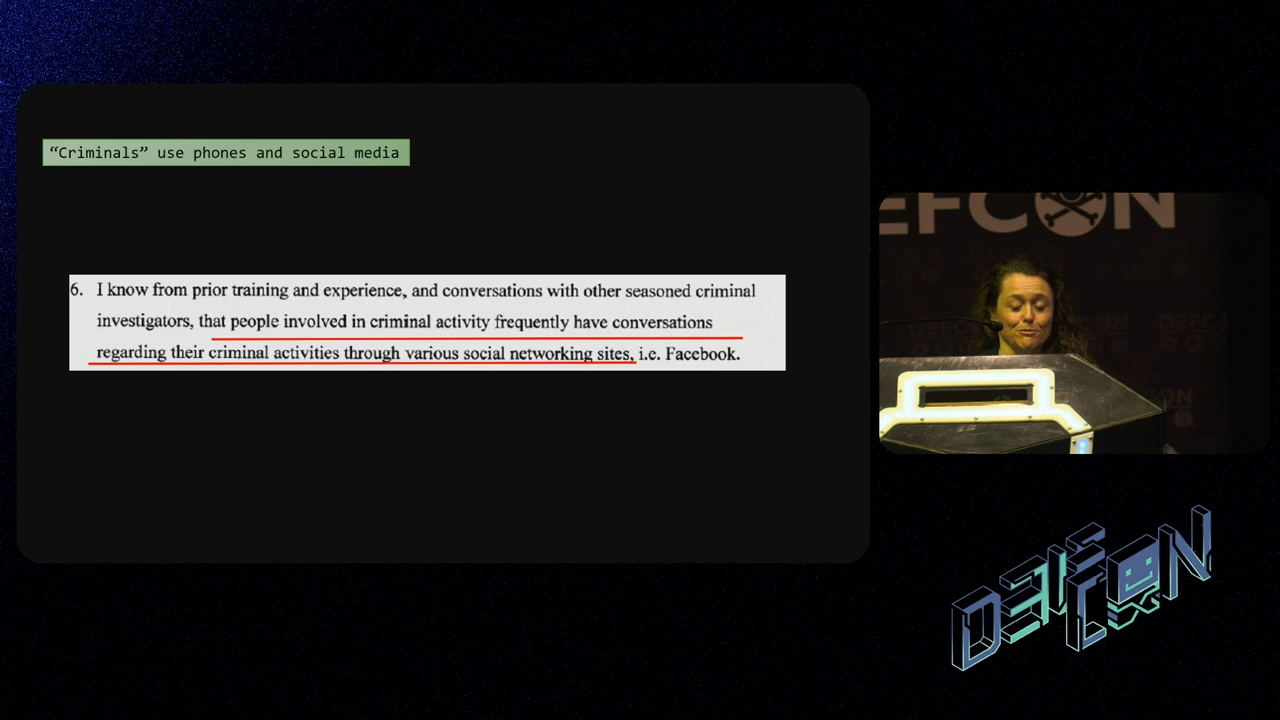 “Criminals” use phones and social media
6. I know from prior training and experience, and conversations with other seasoned criminal
investigators, that people involved in criminal activity frequently have conversations
regarding their criminal activities through various social networking sites, i.e. Facebook.
DEFCON